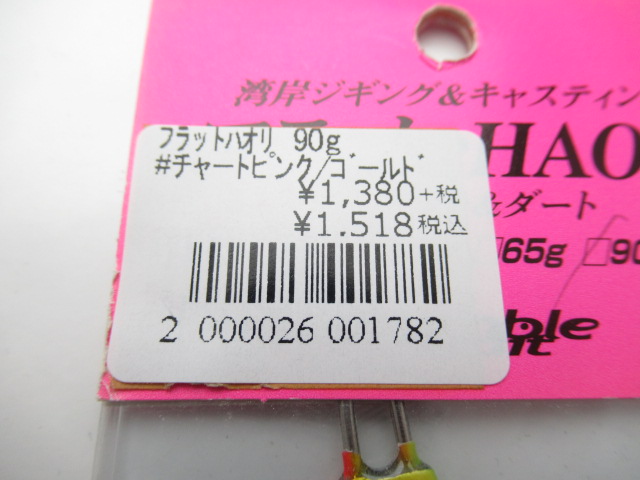 湾岸ジギング&キャスティン
HAO
フラットハオリ 90g
#チャートピンク/ゴールド
¥1,380+税
¥1.518税込
&ダート
65g □90
2 000026 001782
ble